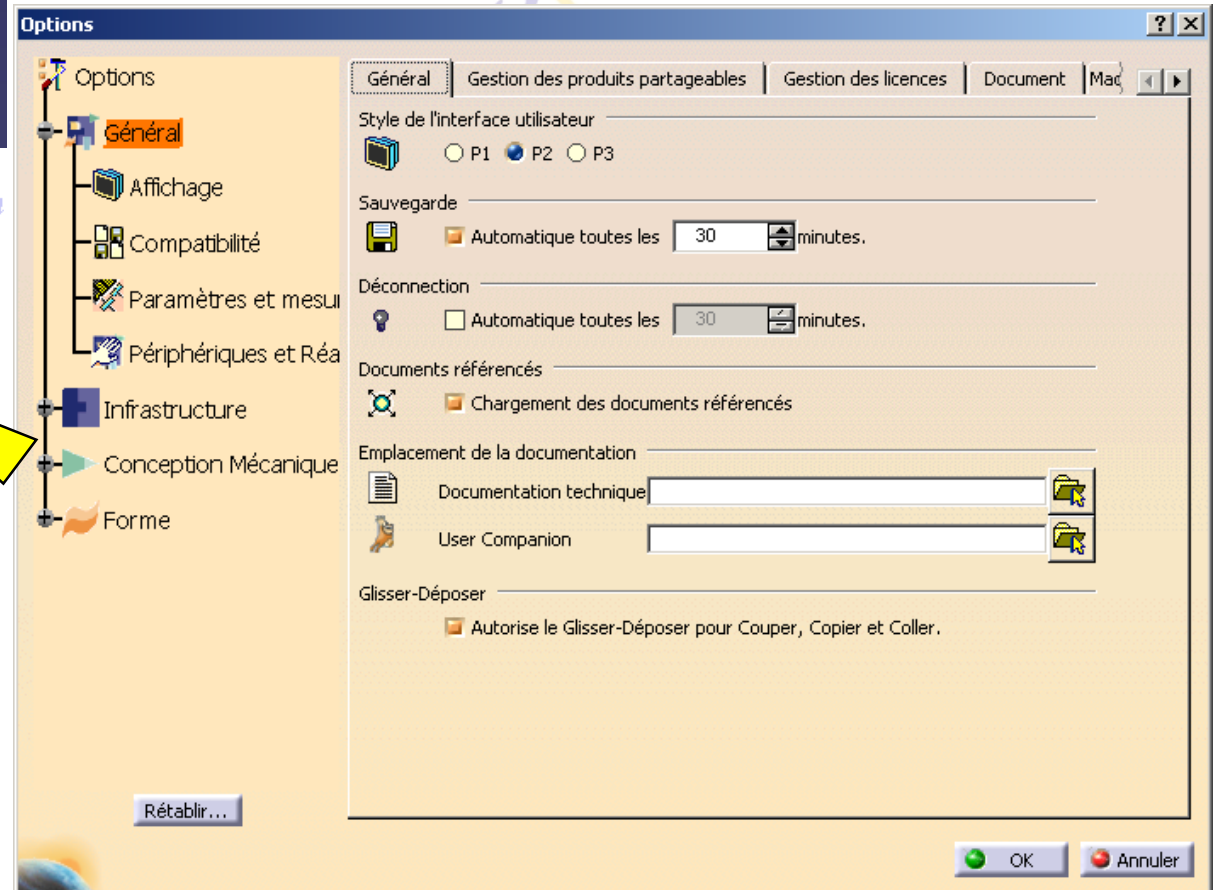 Options
Options
Général
Affichage
Compatibilité
Paramètres et mesu
Périphériques et Réa
Infrastructure
Conception Mécanique
Forme
Rétablir...
Général Gestion des produits partageables Gestion des licences Document Mac
Style de l'interface utilisateur
P1 P2 P3
Sauvegarde
Automatique toutes les 30 minutes.
Déconnection
Automatique toutes les 30 minutes.
Documents référencés
Chargement des documents référencés
Emplacement de la documentation
Documentation technique
User Companion
Glisser-Déposer
Autorise le Glisser-Déposer pour Couper, Copier et Coller.
OK Annuler